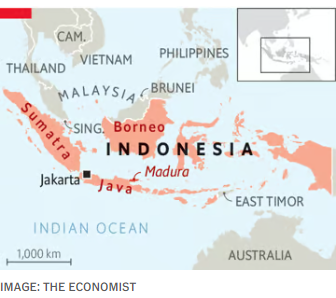 CAM.
VIETNAM
PHILIPPINES
THAILAND
MALAYSIA
BRUNEI
SING.
Borneo
Sumatra
INDONESIA
Madura
Jakarta
Java
EAST TIMOR
INDIAN OCEAN
1,000 km
AUSTRALIA
IMAGE: THE ECONOMIST